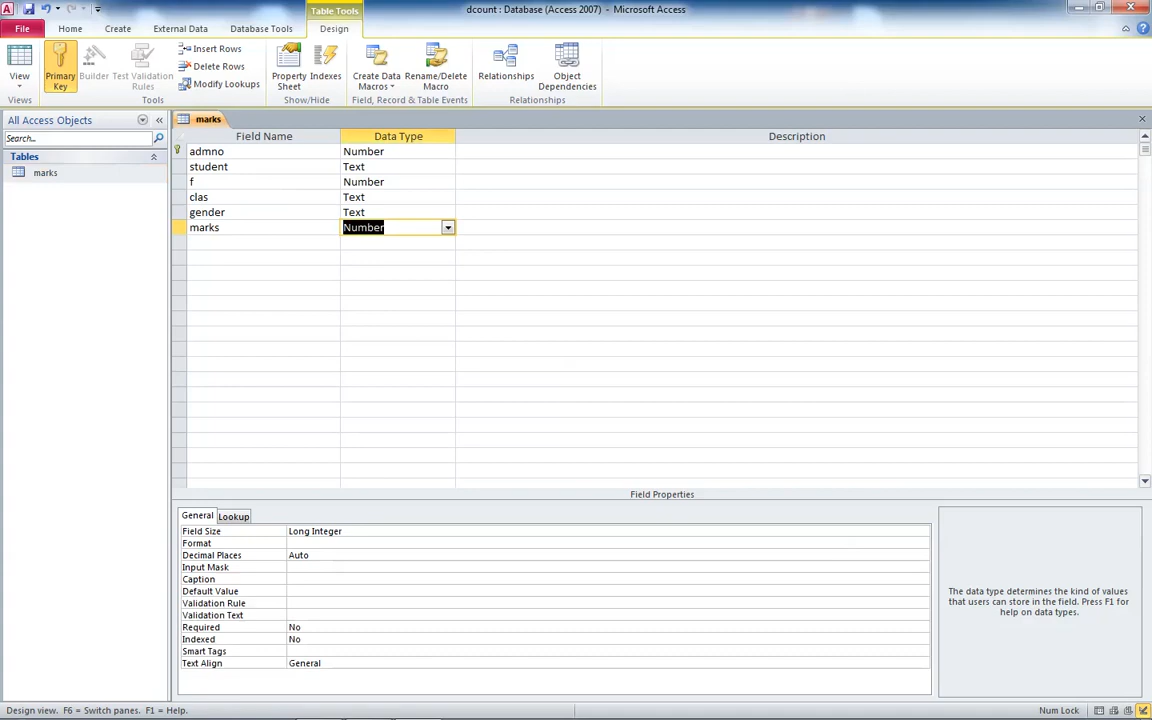 Table Tools
dcount : Database (Access 2007) - Microsoft Access
File Home Create External Data Database Tools Design
View
Views
Primary Key
Builder
Test Validation Rules
Insert Rows
Delete Rows
Modify Lookups
Tools
Property Sheet
Indexes
Show/Hide
Create Data Macros
Rename/Delete Macro
Field, Record & Table Events
Relationships
Object Dependencies
Relationships
All Access Objects
Search...
Tables
marks
marks
Field Name Data Type Description
admno Number
student Text
f Number
clas Text
gender Text
marks Number
Field Properties
General Lookup
Field Size Long Integer
Format
Decimal Places Auto
Input Mask
Caption
Default Value
Validation Rule
Validation Text
Required No
Indexed No
Smart Tags
Text Align General
The data type determines the kind of values
that users can store in the field. Press F1 for
help on data types.
Design view. F6 = Switch panes. F1 = Help.
Num Lock